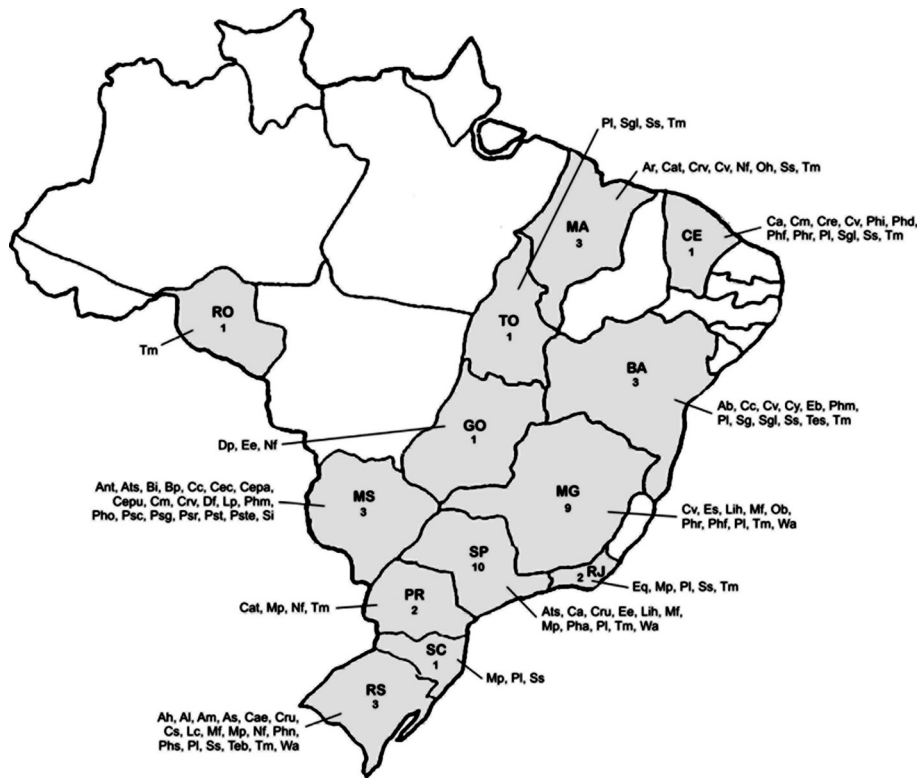 Pl, Sgl, Ss, Tm
Ar, Cat, Crv, Cv, Nf, Oh, Ss, Tm
MA
3
CE
1
Ca, Cm, Cre, Cv, Phi, Phd,
Phf, Phr, Pl, Sgl, Ss, Tm
RO
1
Tm
TO
1
BA
3
Ab, Cc, Cv, Cy, Eb, Phm,
Pl, Sg, Sgl, Ss, Tes, Tm
GO
1
Dp, Ee, Nf
Ant, Ats, Bi, Bp, Cc, Cec, Cepa,
Cepu, Cm, Crv, Df, Lp, Phm,
Pho, Psc, Psg, Psr, Pst, Pste, Si
MS
3
MG
9
Cv, Es, Lih, Mf, Ob,
Phr, Phf, Pl, Tm, Wa
SP
10
2 RJ
Eq, Mp, Pl, Ss, Tm
Cat, Mp, Nf, Tm
PR
2
Ats, Ca, Cru, Ee, Lih, Mf,
Mp, Pha, Pl, Tm, Wa
SC
1
Mp, Pl, Ss
RS
3
Ah, Al, Am, As, Cae, Cru,
Cs, Lc, Mf, Mp, Nf, Phn,
Phs, Pl, Ss, Teb, Tm, Wa